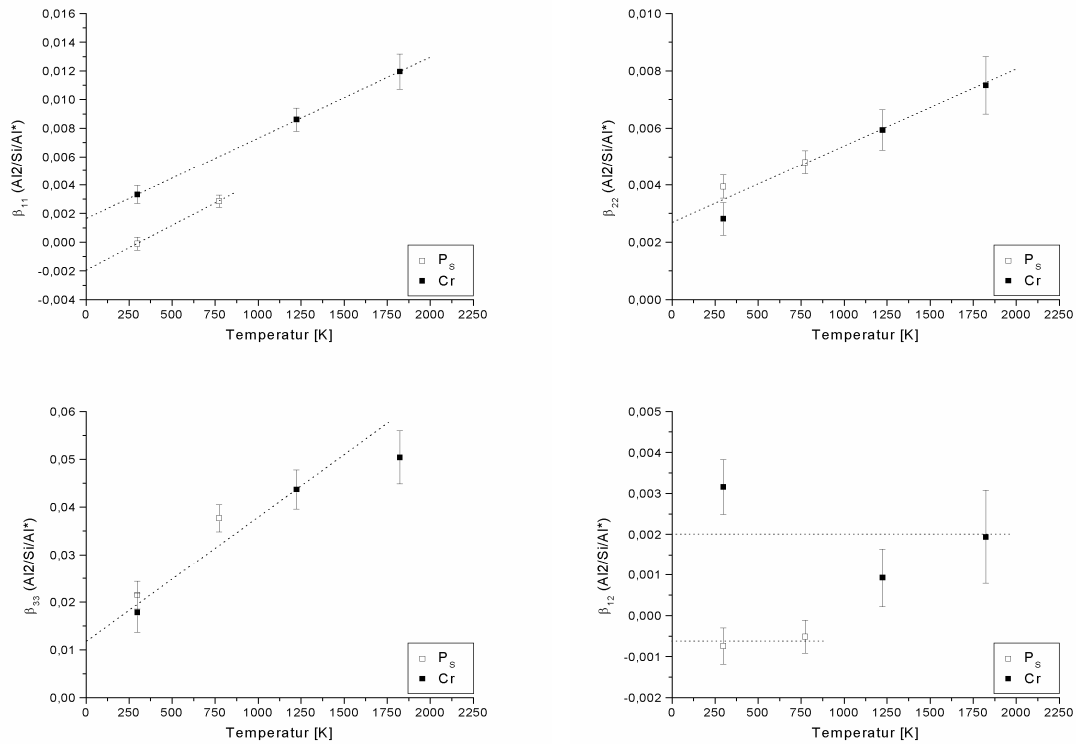 0,016
0,014
0,012
0,010
0,008
0,006
0,004
0,002
0,000
-0,002
-0,004
β11 (Al2/Si/Al*)
Ps
Cr
0 250 500 750 1000 1250 1500 1750 2000 2250
Temperatur [K]
0,010
0,008
0,006
0,004
0,002
0,000
β22 (Al2/Si/Al*)
Ps
Cr
0 250 500 750 1000 1250 1500 1750 2000 2250
Temperatur [K]
0,06
0,05
0,04
0,03
0,02
0,01
0,00
β33 (Al2/Si/Al*)
Ps
Cr
0 250 500 750 1000 1250 1500 1750 2000 2250
Temperatur [K]
0,005
0,004
0,003
0,002
0,001
0,000
-0,001
-0,002
β12 (Al2/Si/Al*)
Ps
Cr
0 250 500 750 1000 1250 1500 1750 2000 2250
Temperatur [K]